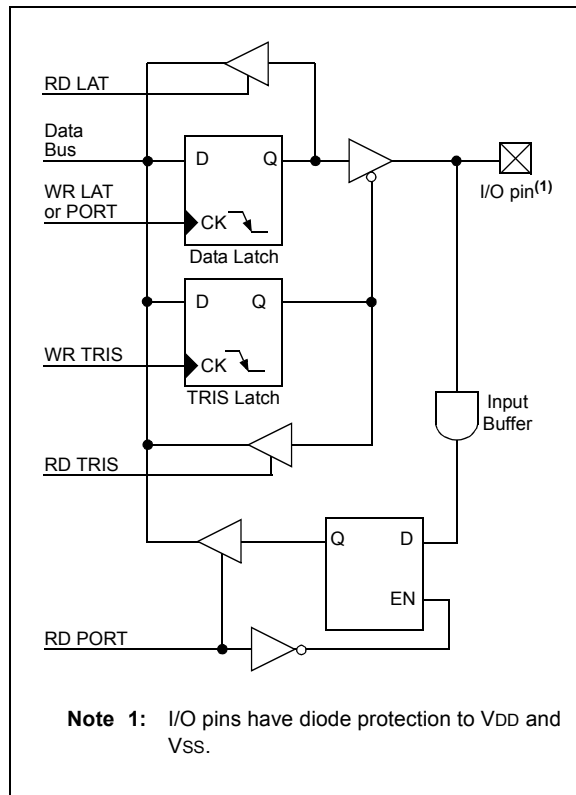 RD LAT
Data
Bus
D Q
I/O pin(1)
WR LAT
or PORT
CK
Data Latch
D Q
WR TRIS
CK
TRIS Latch
Input
Buffer
RD TRIS
Q D
EN
RD PORT
Note 1: I/O pins have diode protection to VDD and
VSS.